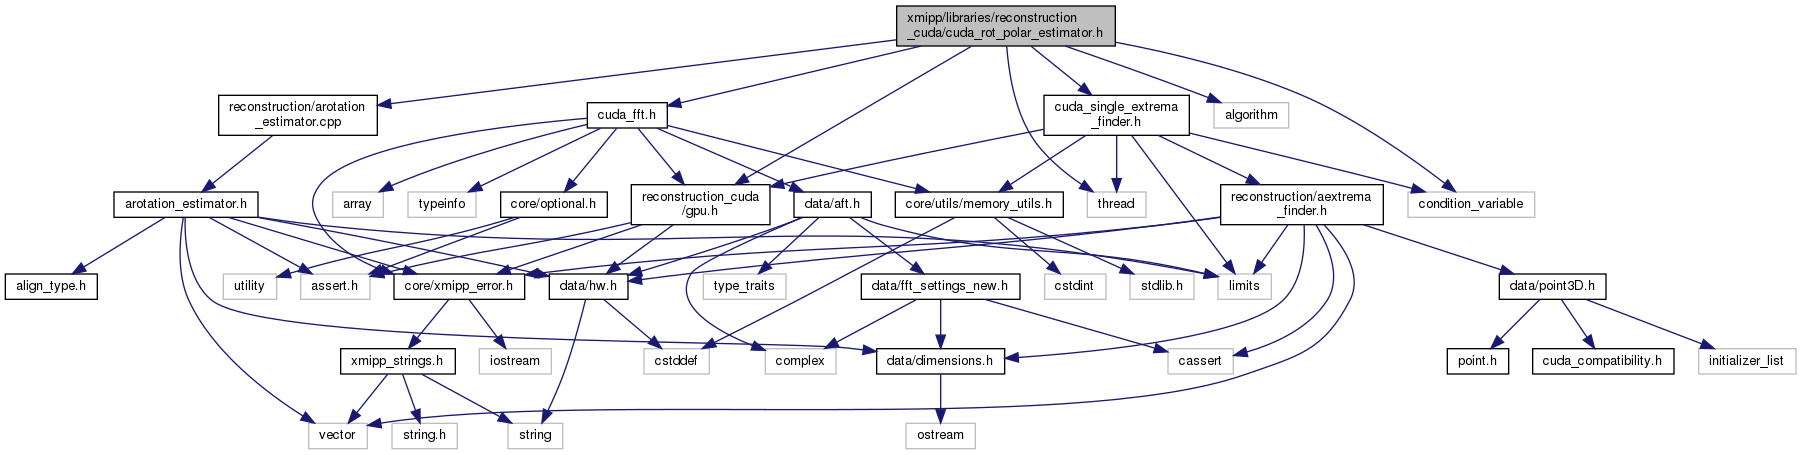 xmipp/libraries/reconstruction
_cuda/cuda_rot_polar_estimator.h
reconstruction/arotation
_estimator.cpp
cuda_fft.h
cuda_single_extrema
_finder.h
algorithm
arotation_estimator.h
array
typeinfo
core/optional.h
reconstruction_cuda
/gpu.h
data/aft.h
core/utils/memory_utils.h
thread
reconstruction/aextrema
_finder.h
condition_variable
align_type.h
utility
assert.h
core/xmipp_error.h
data/hw.h
type_traits
data/fft_settings_new.h
cstdint
stdlib.h
limits
data/point3D.h
xmipp_strings.h
iostream
cstddef
complex
data/dimensions.h
cassert
point.h
cuda_compatibility.h
initializer_list
vector
string.h
string
ostream